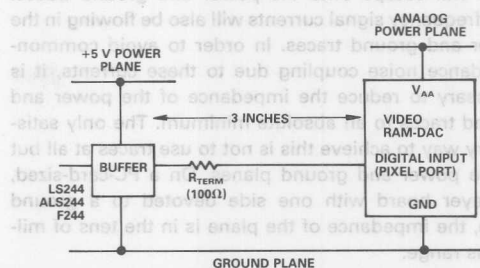 ANALOG
POWER PLANE
+5 V POWER
PLANE
V_AA
3 INCHES
VIDEO
RAM-DAC
BUFFER
R_TERM
(100Ω)
DIGITAL INPUT
(PIXEL PORT)
LS244
ALS244
F244
GND
GROUND PLANE